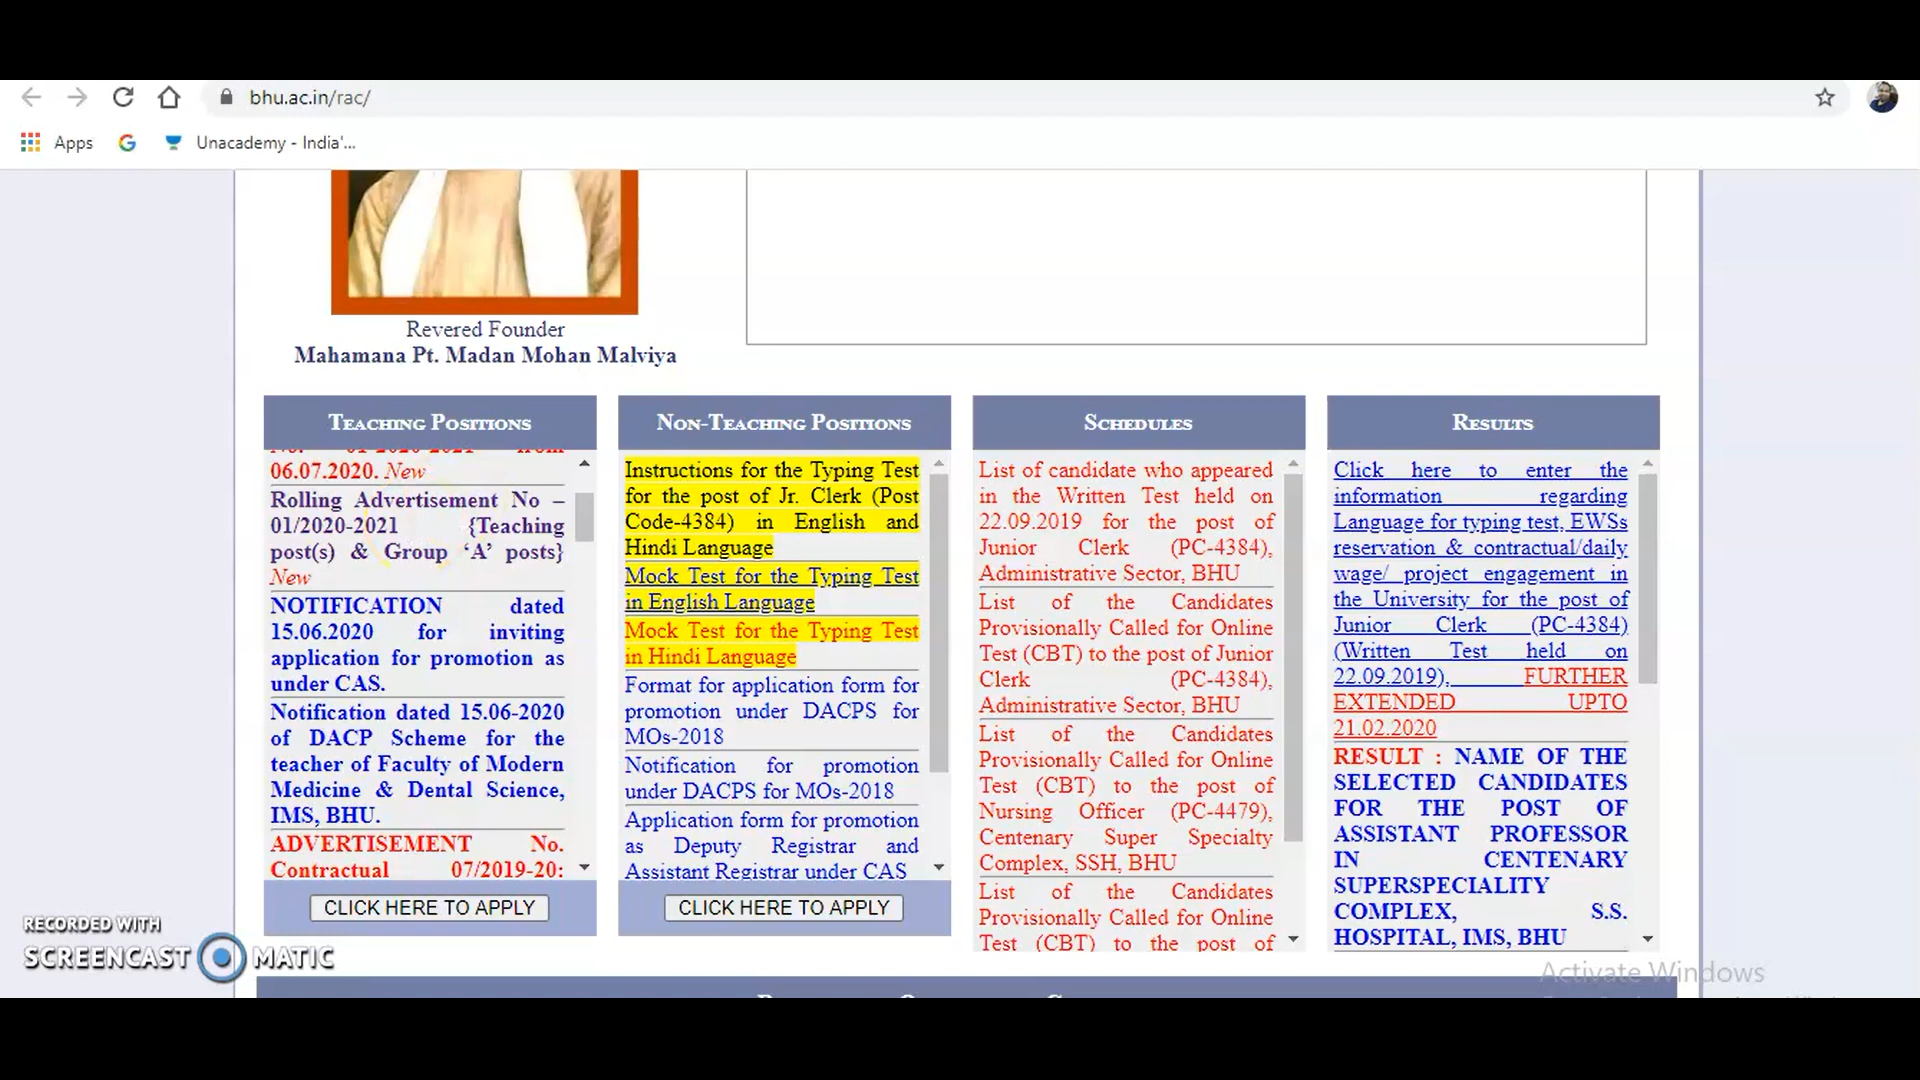 bhu.ac.in/rac/
Apps
Unacademy - India'...
Revered Founder
Mahamana Pt. Madan Mohan Malviya
TEACHING POSITIONS
No. 01-2020-2021 from
06.07.2020. New
Rolling Advertisement No –
01/2020-2021 {Teaching
post(s) & Group ‘A’ posts}
New
NOTIFICATION dated
15.06.2020 for inviting
application for promotion as
under CAS.
Notification dated 15.06-2020
of DACP Scheme for the
teacher of Faculty of Modern
Medicine & Dental Science,
IMS, BHU.
ADVERTISEMENT No.
Contractual 07/2019-20:
CLICK HERE TO APPLY
NON-TEACHING POSITIONS
Instructions for the Typing Test
for the post of Jr. Clerk (Post
Code-4384) in English and
Hindi Language
Mock Test for the Typing Test
in English Language
Mock Test for the Typing Test
in Hindi Language
Format for application form for
promotion under DACPS for
MOs-2018
Notification for promotion
under DACPS for MOs-2018
Application form for promotion
as Deputy Registrar and
Assistant Registrar under CAS
CLICK HERE TO APPLY
SCHEDULES
List of candidate who appeared
in the Written Test held on
22.09.2019 for the post of
Junior Clerk (PC-4384),
Administrative Sector, BHU
List of the Candidates
Provisionally Called for Online
Test (CBT) to the post of Junior
Clerk (PC-4384),
Administrative Sector, BHU
List of the Candidates
Provisionally Called for Online
Test (CBT) to the post of
Nursing Officer (PC-4479),
Centenary Super Specialty
Complex, SSH, BHU
List of the Candidates
Provisionally Called for Online
Test (CBT) to the post of
RESULTS
Click here to enter the
information regarding
Language for typing test, EWSs
reservation & contractual/daily
wage/ project engagement in
the University for the post of
Junior Clerk (PC-4384)
(Written Test held on
22.09.2019), FURTHER
EXTENDED UPTO
21.02.2020
RESULT : NAME OF THE
SELECTED CANDIDATES
FOR THE POST OF
ASSISTANT PROFESSOR
IN CENTENARY
SUPERSPECIALITY
COMPLEX, S.S.
HOSPITAL, IMS, BHU
RECORDED WITH
SCREENCAST MATIC
Activate Windows